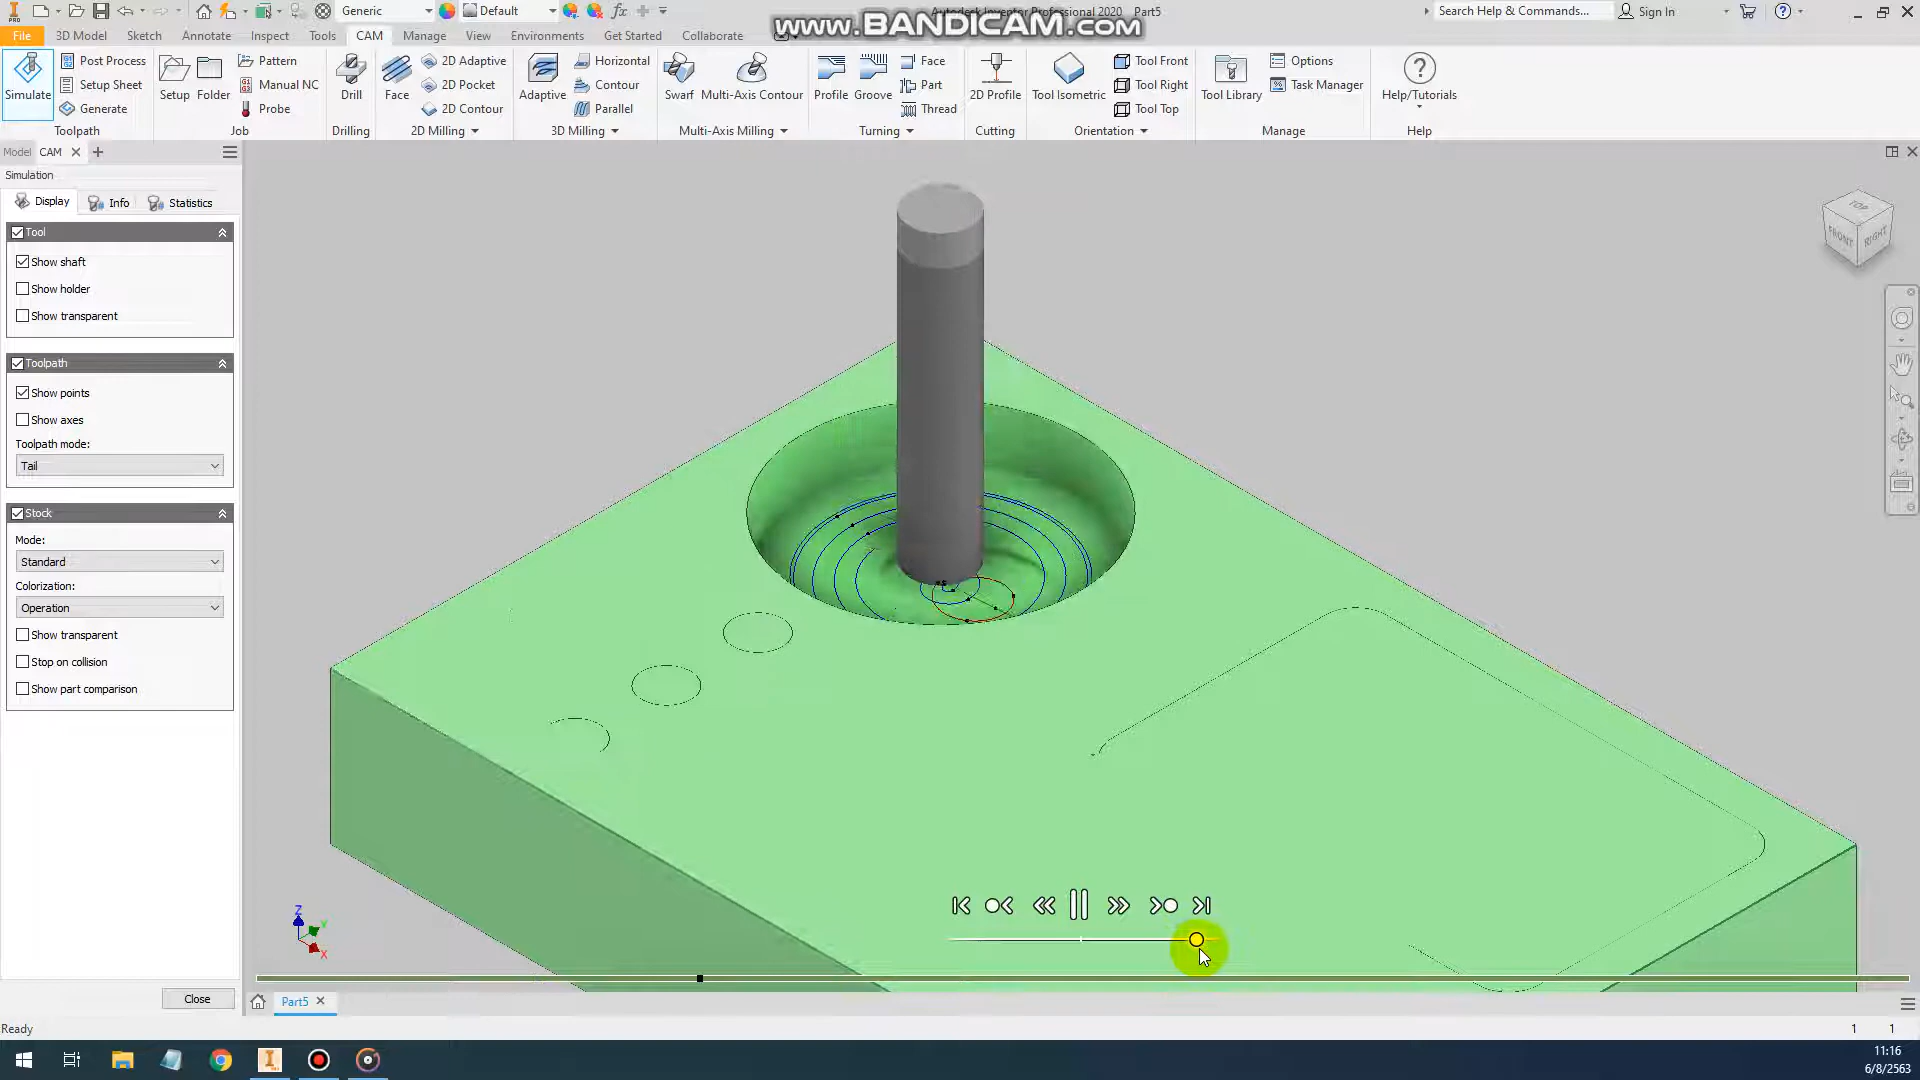 Generic
Default
Autodesk Inventor Professional 2020 Part5
www.BANDICAM.com
Search Help & Commands...
Sign In
File
3D Model
Sketch
Annotate
Inspect
Tools
CAM
Manage
View
Environments
Get Started
Collaborate
Simulate
Post Process
Setup Sheet
Generate
Toolpath
Setup
Folder
Pattern
Manual NC
Probe
Job
Drill
Drilling
Face
2D Adaptive
2D Pocket
2D Contour
2D Milling
Adaptive
Horizontal
Contour
Parallel
3D Milling
Swarf
Multi-Axis Contour
Multi-Axis Milling
Profile
Groove
Face
Part
Thread
Turning
2D Profile
Cutting
Tool Isometric
Tool Front
Tool Right
Tool Top
Orientation
Tool Library
Options
Task Manager
Manage
Help/Tutorials
Help
Model
CAM
Simulation
Display
Info
Statistics
Tool
Show shaft
Show holder
Show transparent
Toolpath
Show points
Show axes
Toolpath mode:
Tail
Stock
Mode:
Standard
Colorization:
Operation
Show transparent
Stop on collision
Show part comparison
Close
TOP
FRONT
RIGHT
Z
Y
X
Part5
Ready
1 1
11:16
6/8/2563